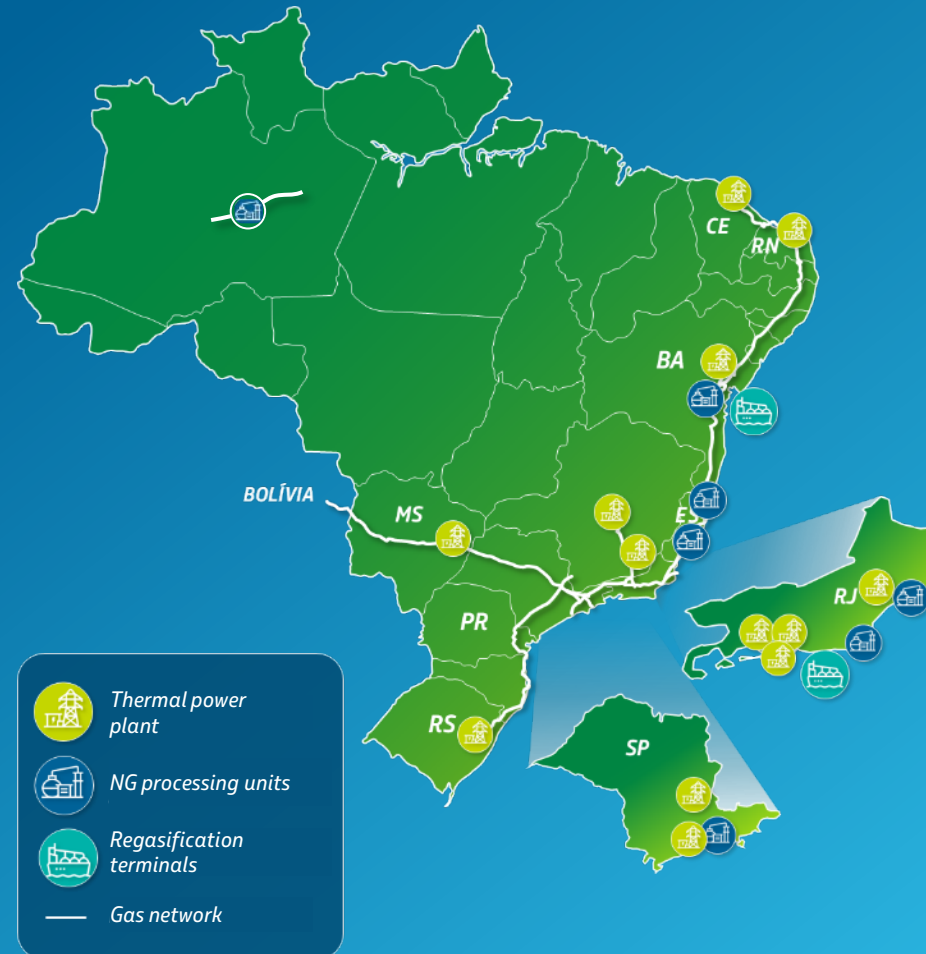 CE
RN
BA
BOLÍVIA
MS
ES
RJ
PR
RS
SP
Thermal power
plant
NG processing units
Regasification
terminals
Gas network